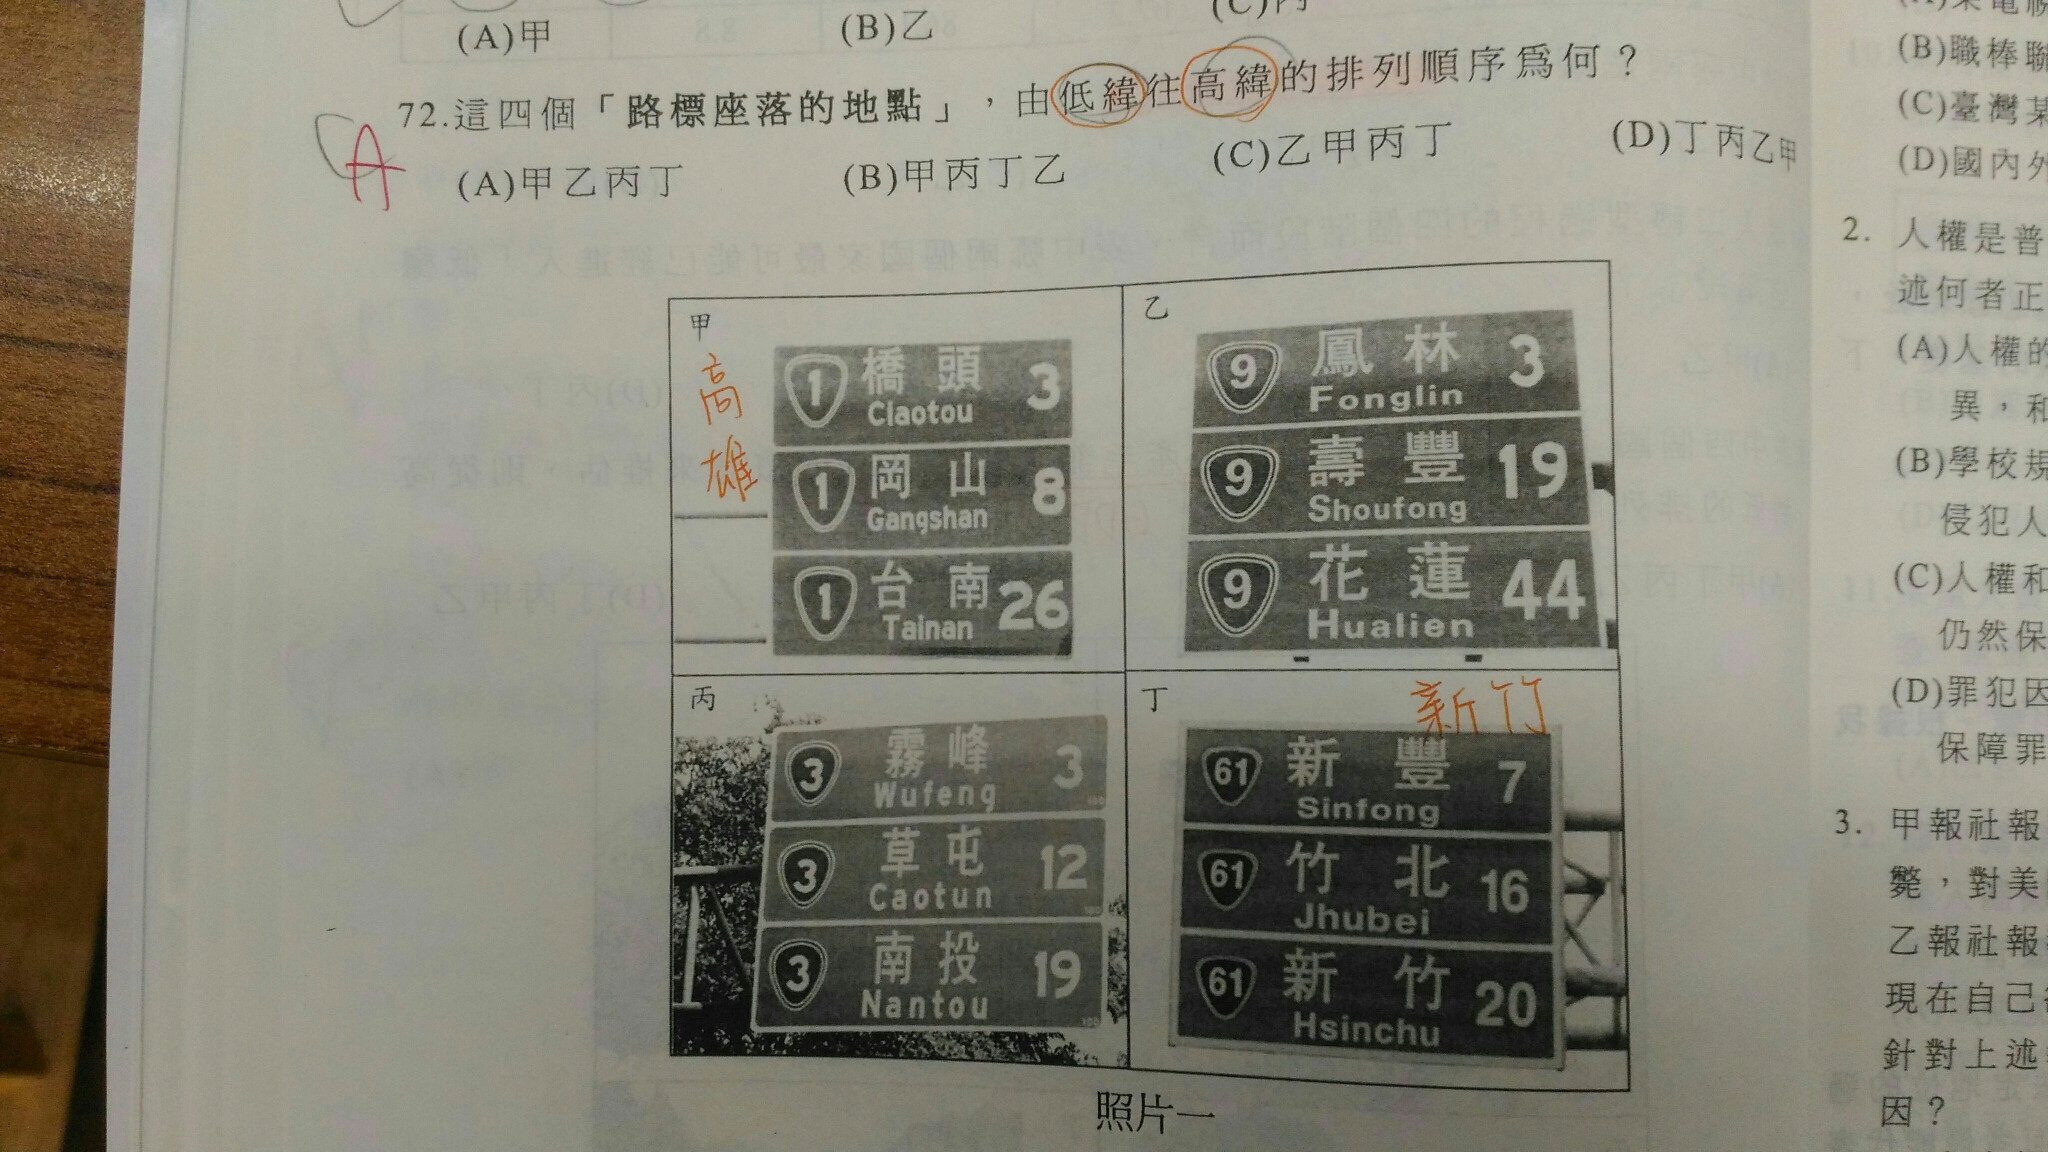 (A)甲
(B)乙
(C)丙
72.這四個「路標座落的地點」，由低緯往高緯的排列順序為何？
A
(A)甲乙丙丁
(B)甲丙丁乙
(C)乙甲丙丁
(D)丁丙乙甲
甲
高雄
1 橋頭 3
Ciaotou
1 岡山 8
Gangshan
1 台南 26
Tainan
乙
9 鳳林 3
Fonglin
9 壽豐 19
Shoufong
9 花蓮 44
Hualien
丙
3 霧峰 3
Wufeng
3 草屯 12
Caotun
3 南投 19
Nantou
丁
新竹
61 新豐 7
Sinfong
61 竹北 16
Jhubei
61 新竹 20
Hsinchu
照片一
(B)職棒聯
(C)臺灣某
(D)國內外
2. 人權是普
述何者正
(A)人權的
異，和
(B)學校規
侵犯人
(C)人權和
仍然保
(D)罪犯因
保障罪
3. 甲報社報
斃，對美
乙報社報
現在自己
針對上述
因？